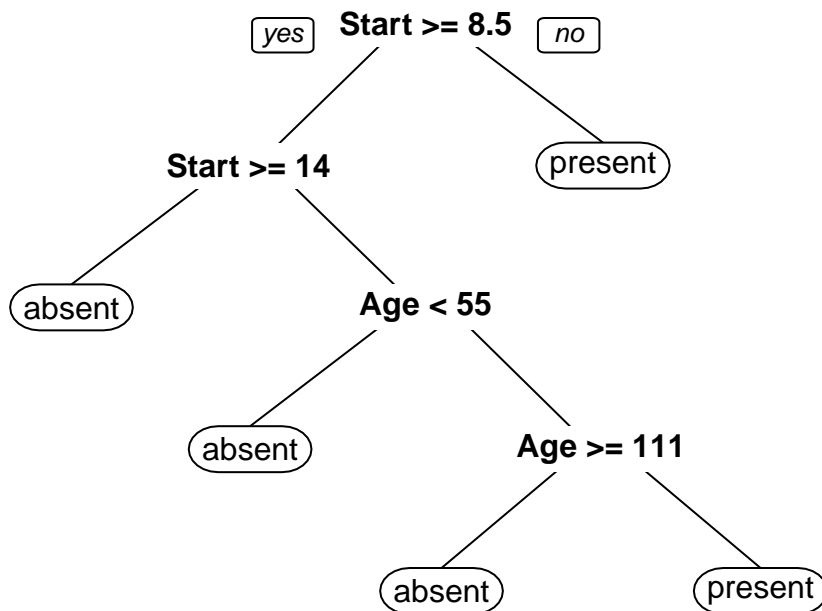 yes Start >= 8.5 no
Start >= 14
present
absent
Age < 55
absent
Age >= 111
absent
present